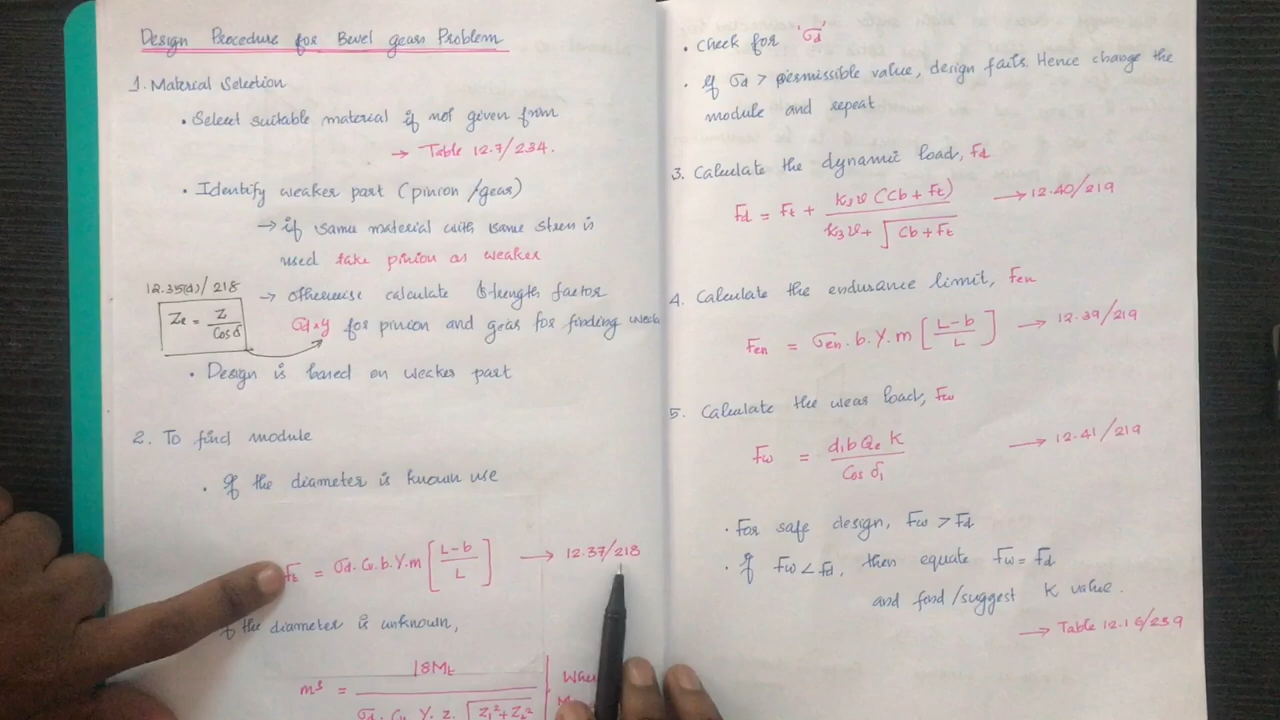 Design Procedure for Bevel gears Problem
1. Material Selection
• Select suitable material if not given from
→ Table 12.7/234.
• Identify weaker part (pinion/gear)
→ if same material with same stress is
used take pinion as weaker
12.35(d)/218
→ otherwise calculate strength factor
Ze = Z / Cos δ
σd × y for pinion and gear for finding
• Design is based on weaker part
2. To find module
• If the diameter is known use
Ft = σd. Cv. b. Y. m [L-b / L] → 12.37/218
If the diameter is unknown,
m³ = 18Mt / σd. Cv. Y. z. √Z₁²+Z₂²
• Check for 'σd'
• If σd > permissible value, design fails. Hence change the
module and repeat
3. Calculate the dynamic load, Fd
Fd = Ft + K₃v (Cb + Ft) / K₃v + √Cb + Ft → 12.40/219
4. Calculate the endurance limit, Fen
Fen = σen. b. Y. m [L-b / L] → 12.39/219
5. Calculate the wear load, Fw
Fw = d₁ b Qe K / Cos δ₁ → 12.41/219
• For safe design, Fw > Fd
• If Fw < Fd, then equate Fw = Fd
and find/suggest K value.
→ Table 12.16/239